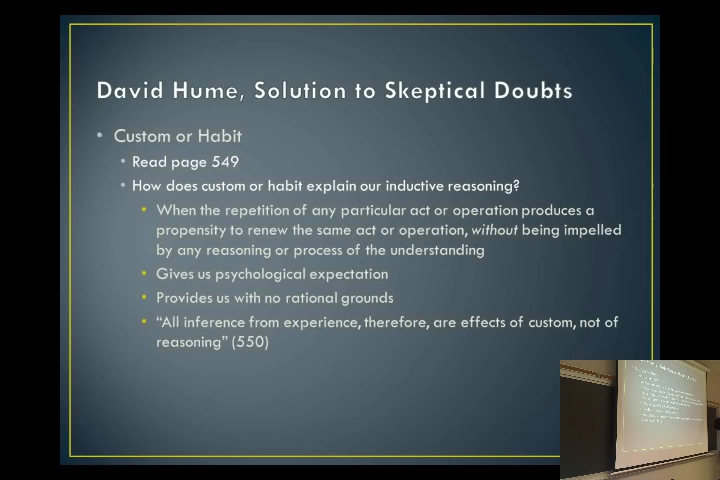 David Hume, Solution to Skeptical Doubts
• Custom or Habit
• Read page 549
• How does custom or habit explain our inductive reasoning?
• When the repetition of any particular act or operation produces a
propensity to renew the same act or operation, without being impelled
by any reasoning or process of the understanding
• Gives us psychological expectation
• Provides us with no rational grounds
• “All inference from experience, therefore, are effects of custom, not of
reasoning” (550)